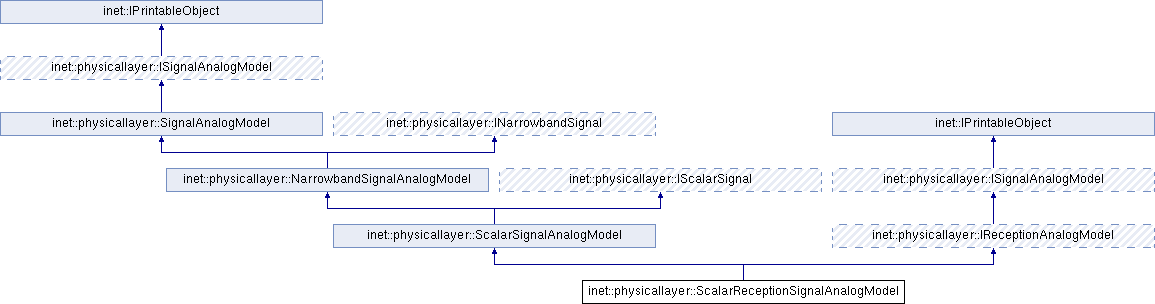 inet::IPrintableObject
inet::physicallayer::ISignalAnalogModel
inet::physicallayer::SignalAnalogModel
inet::physicallayer::INarrowbandSignal
inet::IPrintableObject
inet::physicallayer::NarrowbandSignalAnalogModel
inet::physicallayer::IScalarSignal
inet::physicallayer::ISignalAnalogModel
inet::physicallayer::ScalarSignalAnalogModel
inet::physicallayer::IReceptionAnalogModel
inet::physicallayer::ScalarReceptionSignalAnalogModel